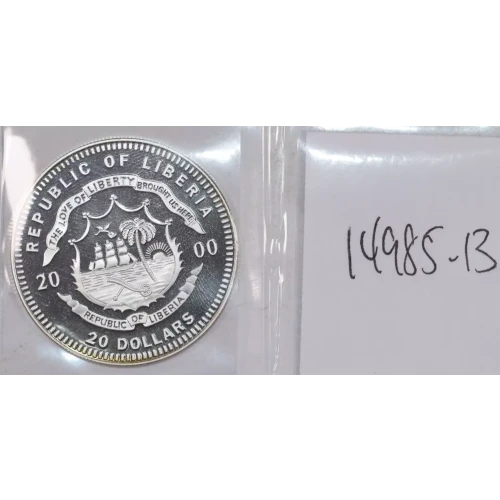 REPUBLIC OF LIBERIA
THE LOVE OF LIBERTY BROUGHT US HERE
20 00
REPUBLIC OF LIBERIA
20 DOLLARS
14985-13